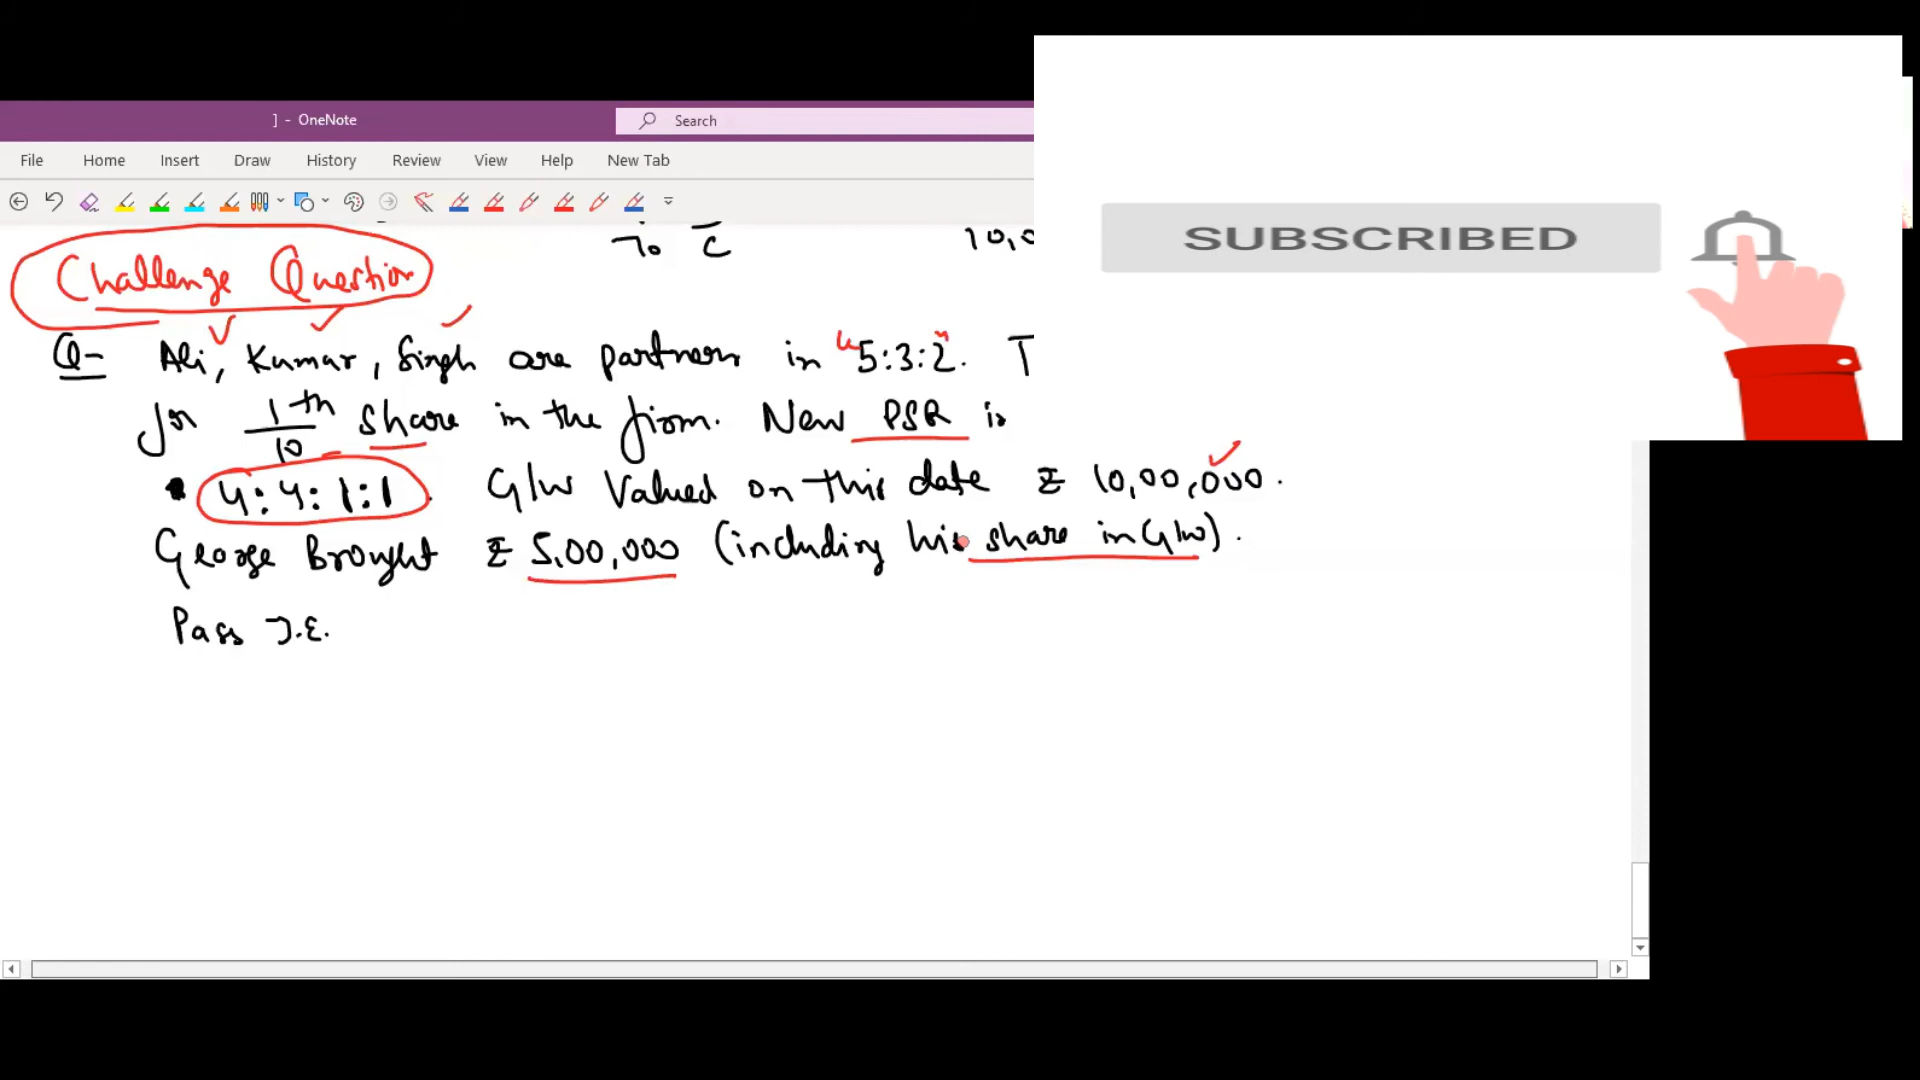 ] - OneNote
Search
File Home Insert Draw History Review View Help New Tab
To C 10,0
Challenge Question
SUBSCRIBED
Q- Ali, Kumar, Singh are partners in "5:3:2". T
for 1/10 th share in the firm. New PSR is
4:4:1:1. G/w Valued on this date ₹ 10,00,000.
George Brought ₹ 5,00,000 (including his share in G/w).
Pass J.E.